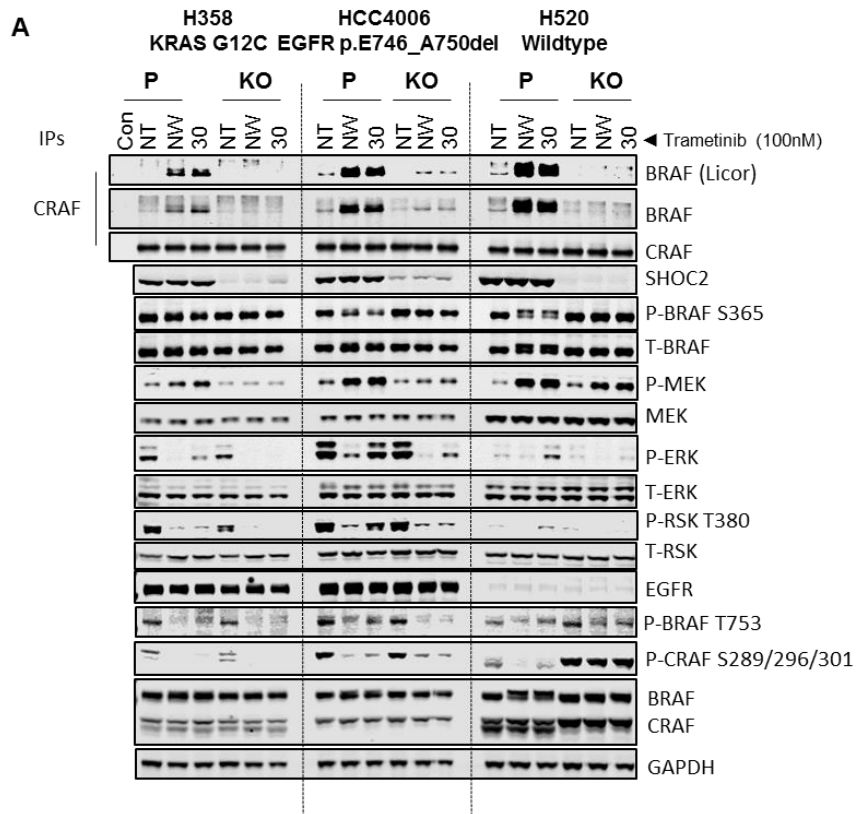 A
H358 HCC4006 H520
KRAS G12C EGFR p.E746_A750del Wildtype
P KO P KO P KO
IPs Con NT NW 30 NT NW 30 NT NW 30 NT NW 30 NT NW 30 NT NW 30 ◄ Trametinib (100nM)
BRAF (Licor)
CRAF BRAF
CRAF
SHOC2
P-BRAF S365
T-BRAF
P-MEK
MEK
P-ERK
T-ERK
P-RSK T380
T-RSK
EGFR
P-BRAF T753
P-CRAF S289/296/301
BRAF
CRAF
GAPDH